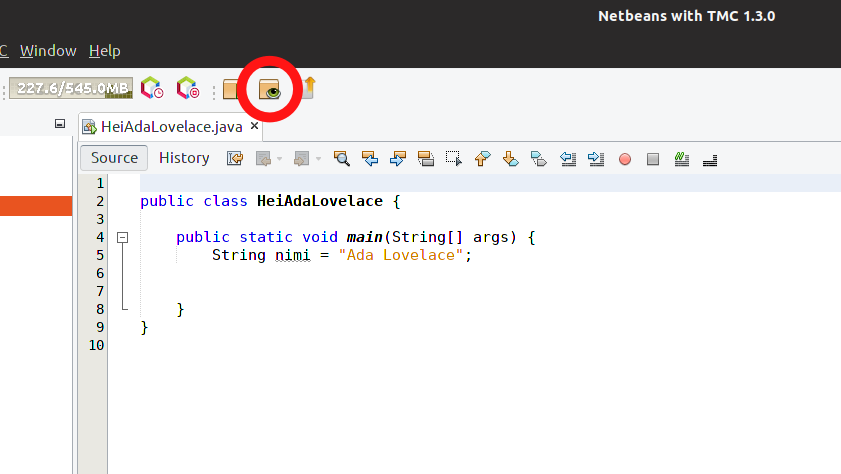 Netbeans with TMC 1.3.0
C Window Help
227.6/545.0MB
HeiAdaLovelace.java
Source History
1
2 public class HeiAdaLovelace {
3
4 public static void main(String[] args) {
5 String nimi = "Ada Lovelace";
6
7
8 }
9 }
10